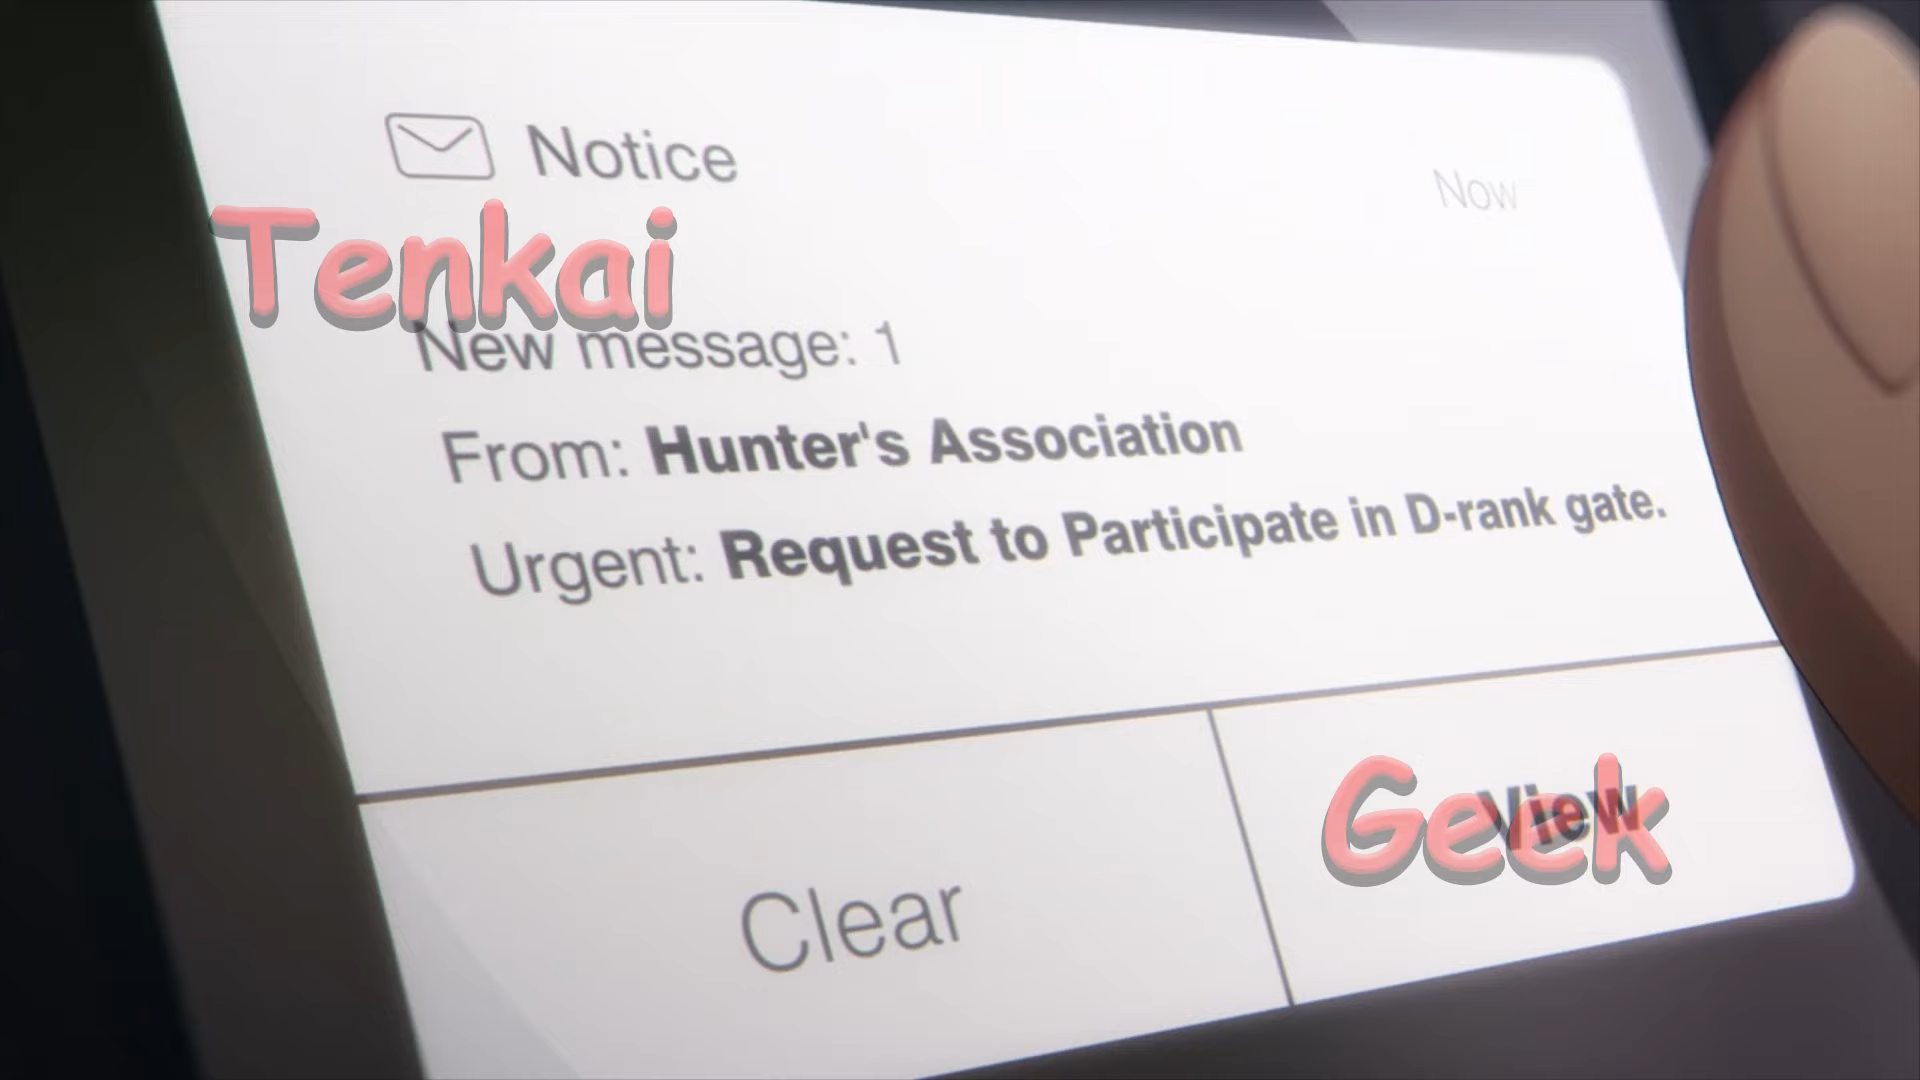 Notice
Now
Tenkai
New message: 1
From: Hunter's Association
Urgent: Request to Participate in D-rank gate.
Clear
View
Geek